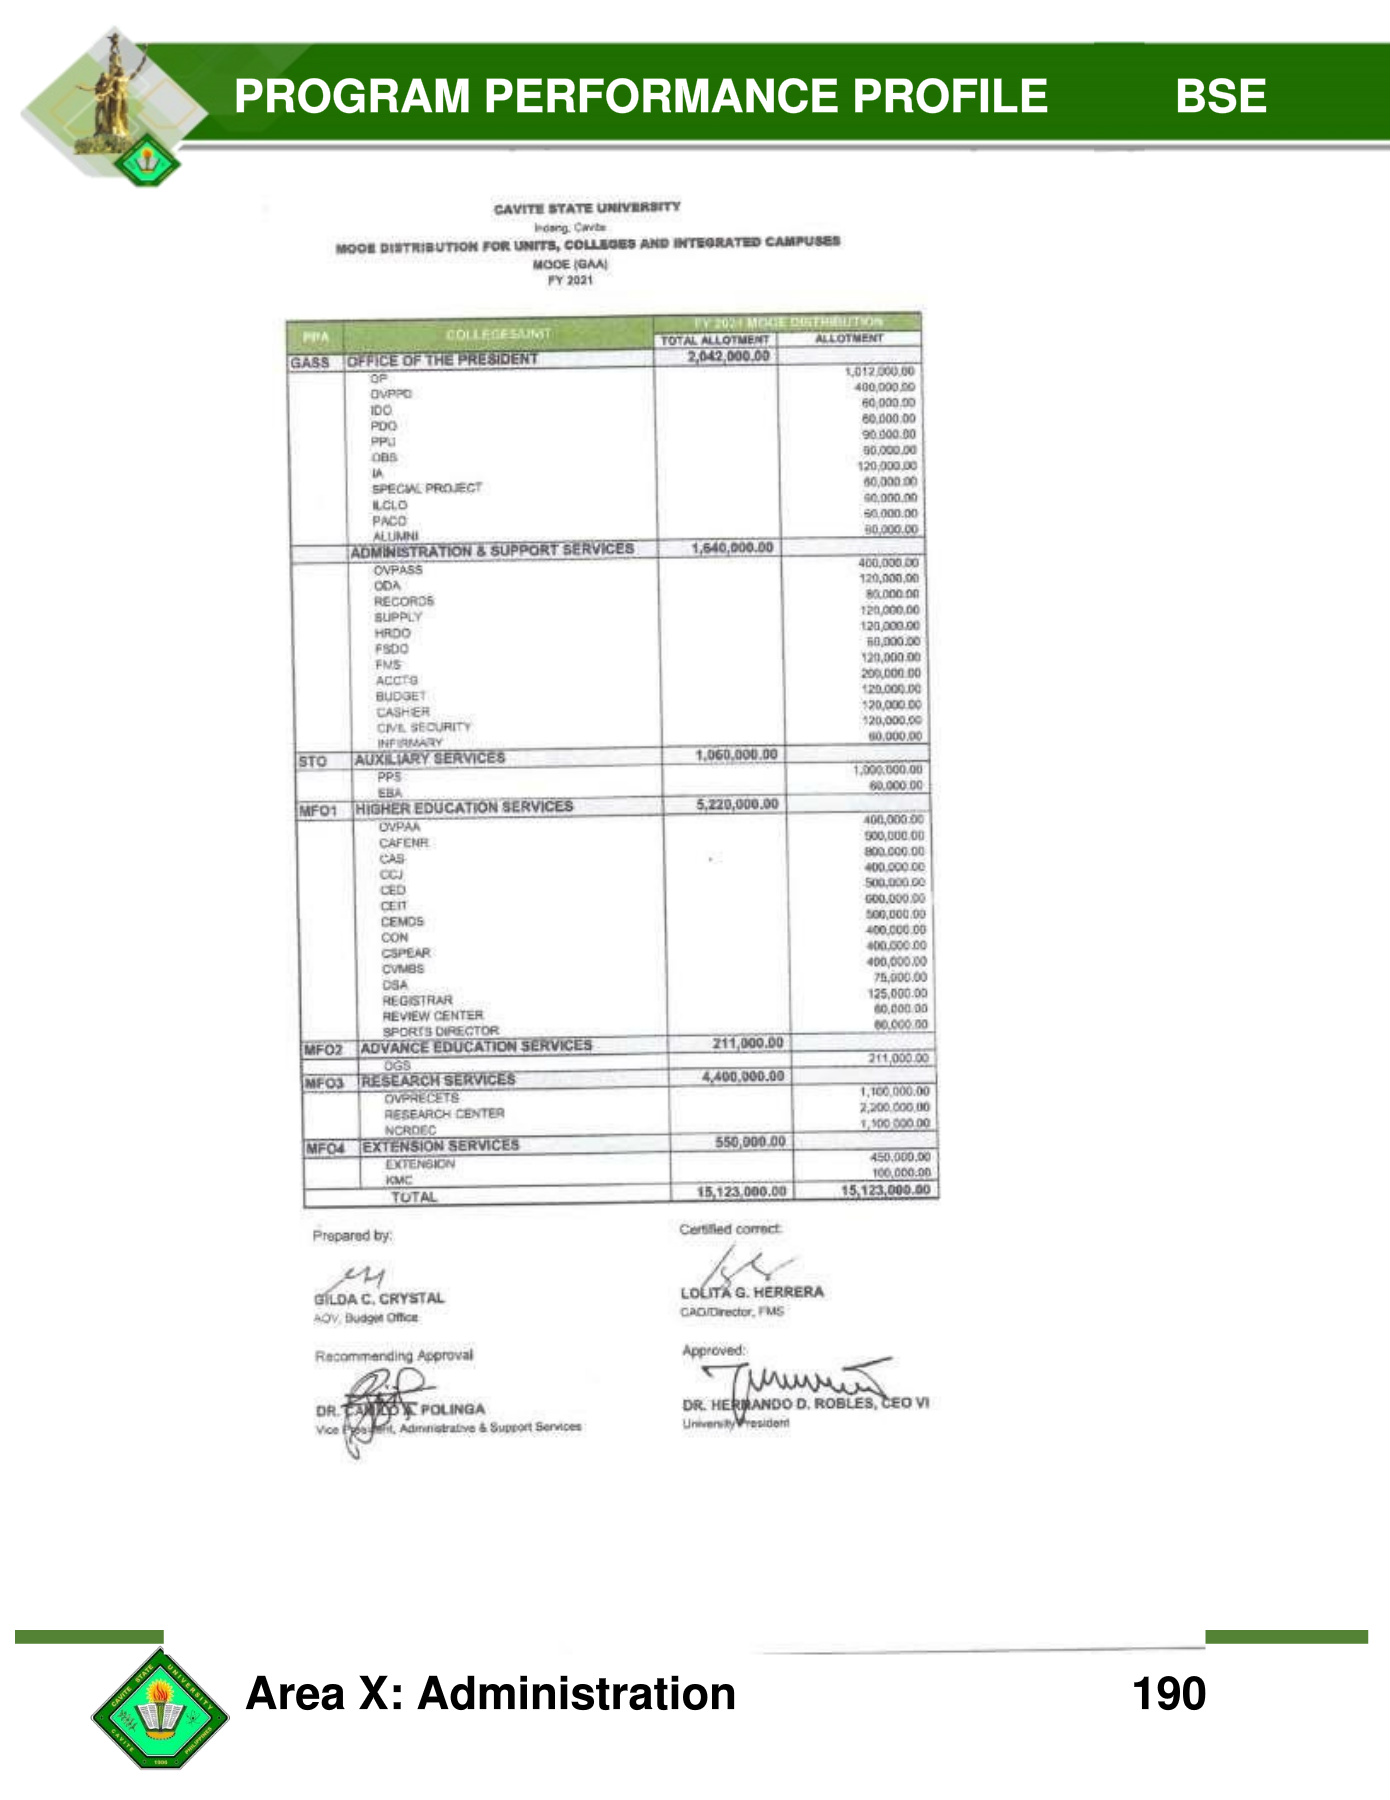 PROGRAM PERFORMANCE PROFILE BSE
CAVITE STATE UNIVERSITY
Indang, Cavite
MOOE DISTRIBUTION FOR UNITS, COLLEGES AND INTEGRATED CAMPUSES
MOOE (GAA)
FY 2021
PPA COLLEGES/UNIT FY 2021 MOOE DISTRIBUTION
TOTAL ALLOTMENT ALLOTMENT
GASS OFFICE OF THE PRESIDENT 2,042,000.00
OP 1,012,000.00
OVPPD 400,000.00
IDO 60,000.00
PDO 60,000.00
PPU 90,000.00
OBS
IA 120,000.00
SPECIAL PROJECT 60,000.00
ILCLO 60,000.00
PACO 60,000.00
ALUMNI 60,000.00
ADMINISTRATION & SUPPORT SERVICES 1,640,000.00
OVPASS 400,000.00
ODA 120,000.00
RECORDS 80,000.00
SUPPLY 120,000.00
HRDO 120,000.00
FSDO 60,000.00
FMS 120,000.00
ACCTG 200,000.00
BUDGET 120,000.00
CASHIER 120,000.00
CIVIL SECURITY 120,000.00
INFIRMARY 60,000.00
STO AUXILIARY SERVICES 1,060,000.00
PPS 1,000,000.00
EBA 60,000.00
MFO1 HIGHER EDUCATION SERVICES 5,220,000.00
OVPAA 400,000.00
CAFENR 500,000.00
CAS 800,000.00
CCJ 400,000.00
CED 500,000.00
CEIT 600,000.00
CEMDS 500,000.00
CON 400,000.00
CSPEAR 400,000.00
CVMBS 400,000.00
OSA 75,000.00
REGISTRAR 125,000.00
REVIEW CENTER 60,000.00
SPORTS DIRECTOR 60,000.00
MFO2 ADVANCE EDUCATION SERVICES 211,000.00
OGS 211,000.00
MFO3 RESEARCH SERVICES 4,400,000.00
OVPRECETS 1,100,000.00
RESEARCH CENTER 2,200,000.00
NCRDEC 1,100,000.00
MFO4 EXTENSION SERVICES 550,000.00
EXTENSION 450,000.00
KMC 100,000.00
TOTAL 15,123,000.00 15,123,000.00
Prepared by: Certified correct:
GILDA C. CRYSTAL LOLITA G. HERRERA
AOV, Budget Office CAO/Director, FMS
Recommending Approval Approved:
DR. CAMILO A. POLINGA DR. HERNANDO D. ROBLES, CEO VI
Vice President, Administrative & Support Services University President
CAVITE STATE UNIVERSITY
CAVITE PHILIPPINES
1906
Area X: Administration 190